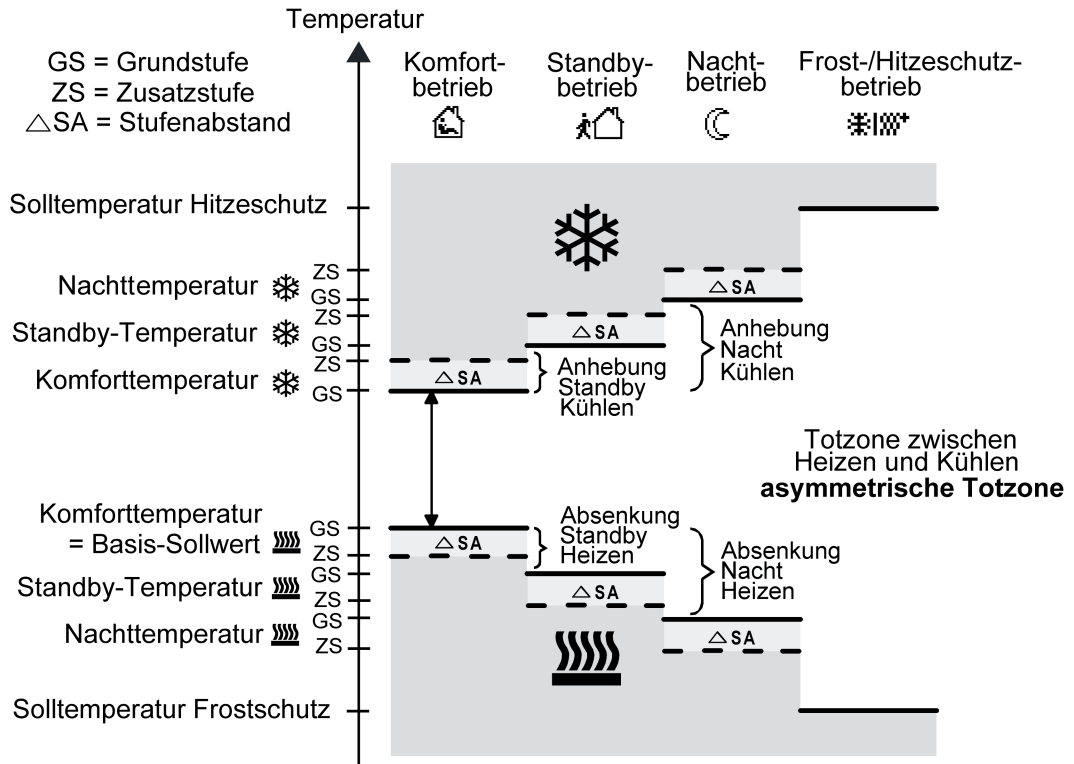 Temperatur
GS = Grundstufe
ZS = Zusatzstufe
△SA = Stufenabstand
Komfort-
betrieb
Standby-
betrieb
Nacht-
betrieb
Frost-/Hitzeschutz-
betrieb
Solltemperatur Hitzeschutz
Nachttemperatur
ZS
GS
△SA
Standby-Temperatur
ZS
GS
△SA
Komforttemperatur
ZS
GS
△SA
Anhebung
Standby
Kühlen
Anhebung
Nacht
Kühlen
Totzone zwischen
Heizen und Kühlen
asymmetrische Totzone
Komforttemperatur
= Basis-Sollwert
GS
ZS
△SA
Absenkung
Standby
Heizen
Absenkung
Nacht
Heizen
Standby-Temperatur
GS
ZS
△SA
Nachttemperatur
GS
ZS
△SA
Solltemperatur Frostschutz